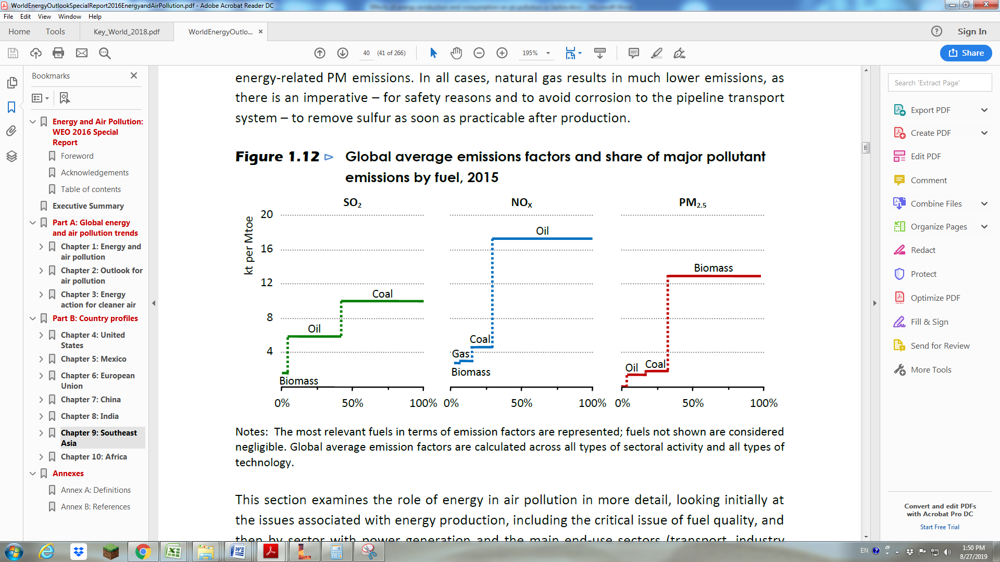 WorldEnergyOutlookSpecialReport2016EnergyandAirPollution.pdf - Adobe Acrobat Reader DC
File Edit View Window Help
Home Tools Key_World_2018.pdf WorldEnergyOutlo... Sign In
40 (41 of 266) 195% Share
Bookmarks
Energy and Air Pollution:
WEO 2016 Special
Report
Foreword
Acknowledgements
Table of contents
Executive Summary
Part A: Global energy
and air pollution trends
Chapter 1: Energy and
air pollution
Chapter 2: Outlook for
air pollution
Chapter 3: Energy
action for cleaner air
Part B: Country profiles
Chapter 4: United
States
Chapter 5: Mexico
Chapter 6: European
Union
Chapter 7: China
Chapter 8: India
Chapter 9: Southeast
Asia
Chapter 10: Africa
Annexes
Annex A: Definitions
Annex B: References
energy-related PM emissions. In all cases, natural gas results in much lower emissions, as
there is an imperative – for safety reasons and to avoid corrosion to the pipeline transport
system – to remove sulfur as soon as practicable after production.
Figure 1.12 ▷ Global average emissions factors and share of major pollutant
emissions by fuel, 2015
SO₂ NOₓ PM₂.₅
kt per Mtoe
20
16
12
8
4
Biomass
Oil
Coal
0% 50% 100%
Biomass
Gas
Coal
Oil
0% 50% 100%
Oil
Coal
Biomass
0% 50% 100%
Notes: The most relevant fuels in terms of emission factors are represented; fuels not shown are considered
negligible. Global average emission factors are calculated across all types of sectoral activity and all types of
technology.
This section examines the role of energy in air pollution in more detail, looking initially at
the issues associated with energy production, including the critical issue of fuel quality, and
then by sector with power generation and the main end-use sectors (transport, industry
Search 'Extract Page'
Export PDF
Create PDF
Edit PDF
Comment
Combine Files
Organize Pages
Redact
Protect
Optimize PDF
Fill & Sign
Send for Review
More Tools
Convert and edit PDFs
with Acrobat Pro DC
Start Free Trial
EN
1:50 PM
8/27/2019